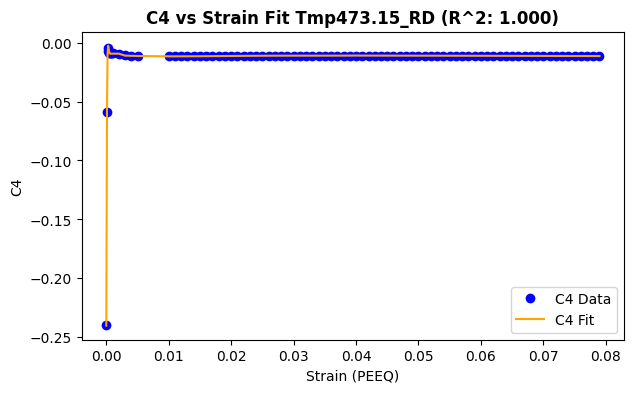 C4 vs Strain Fit Tmp473.15_RD (R^2: 1.000)
0.00
−0.05
−0.10
−0.15
−0.20
−0.25
C4
C4 Data
C4 Fit
0.00 0.01 0.02 0.03 0.04 0.05 0.06 0.07 0.08
Strain (PEEQ)